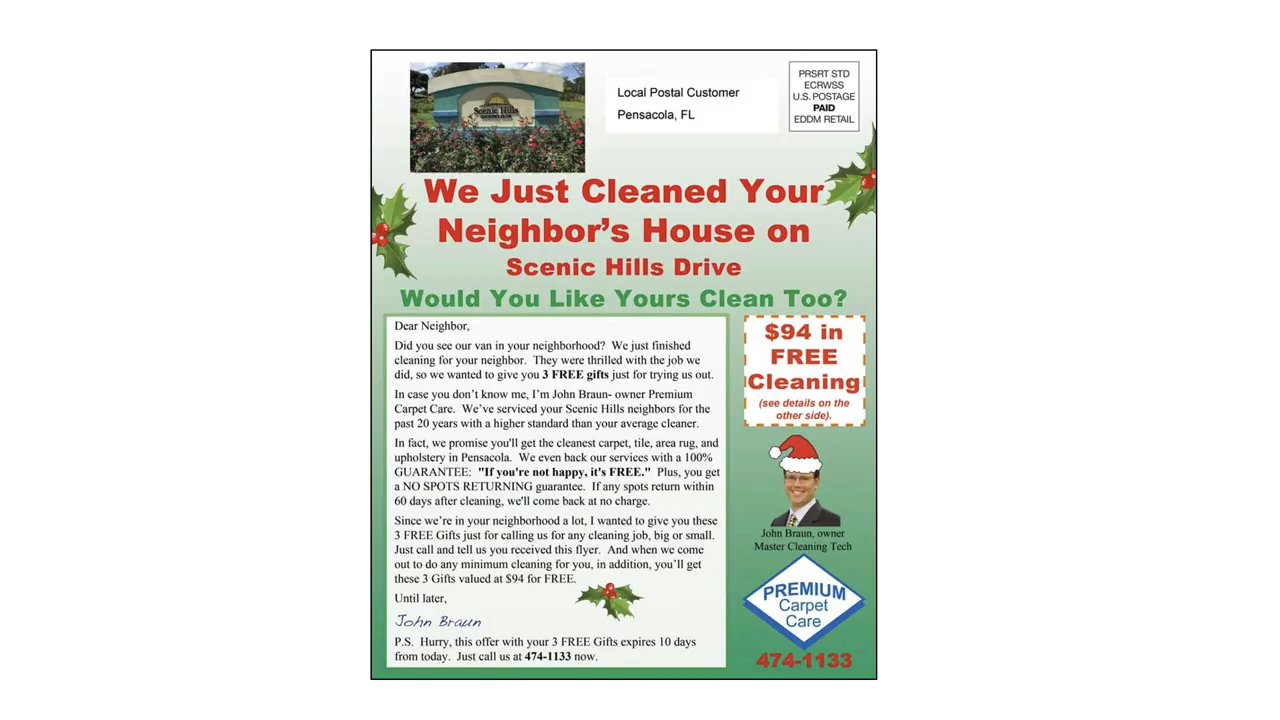 Scenic Hills
Local Postal Customer
Pensacola, FL
PRSRT STD
ECRWSS
U.S. POSTAGE
PAID
EDDM RETAIL
We Just Cleaned Your
Neighbor's House on
Scenic Hills Drive
Would You Like Yours Clean Too?
Dear Neighbor,
Did you see our van in your neighborhood? We just finished
cleaning for your neighbor. They were thrilled with the job we
did, so we wanted to give you 3 FREE gifts just for trying us out.
In case you don't know me, I'm John Braun- owner Premium
Carpet Care. We've serviced your Scenic Hills neighbors for the
past 20 years with a higher standard than your average cleaner.
In fact, we promise you'll get the cleanest carpet, tile, area rug, and
upholstery in Pensacola. We even back our services with a 100%
GUARANTEE: "If you're not happy, it's FREE." Plus, you get
a NO SPOTS RETURNING guarantee. If any spots return within
60 days after cleaning, we'll come back at no charge.
Since we're in your neighborhood a lot, I wanted to give you these
3 FREE Gifts just for calling us for any cleaning job, big or small.
Just call and tell us you received this flyer. And when we come
out to do any minimum cleaning for you, in addition, you'll get
these 3 Gifts valued at $94 for FREE.
Until later,
John Braun
P.S. Hurry, this offer with your 3 FREE Gifts expires 10 days
from today. Just call us at 474-1133 now.
$94 in
FREE
Cleaning
(see details on the
other side).
John Braun, owner
Master Cleaning Tech
PREMIUM
Carpet
Care
474-1133